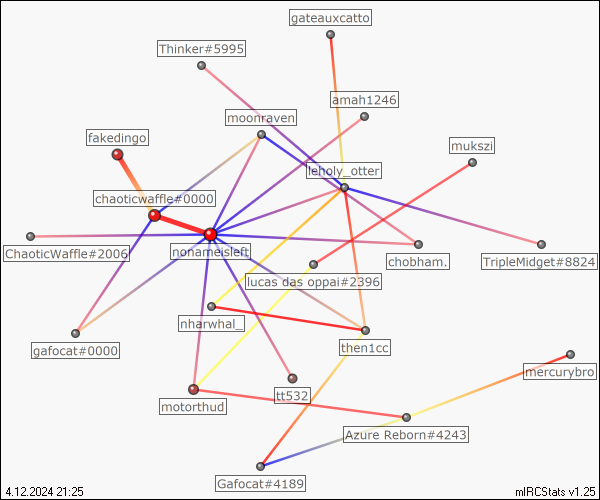 gateauxcatto
Thinker#5995
amah1246
moonraven
fakedingo
mukszi
leholy_otter
chaoticwaffle#0000
nonameisleft
ChaoticWaffle#2006
chobham.
TripleMidget#8824
lucas das oppai#2396
nharwhal_
gafocat#0000
then1cc
mercurybro
tt532
motorthud
Azure Reborn#4243
Gafocat#4189
4.12.2024 21:25
mIRCStats v1.25